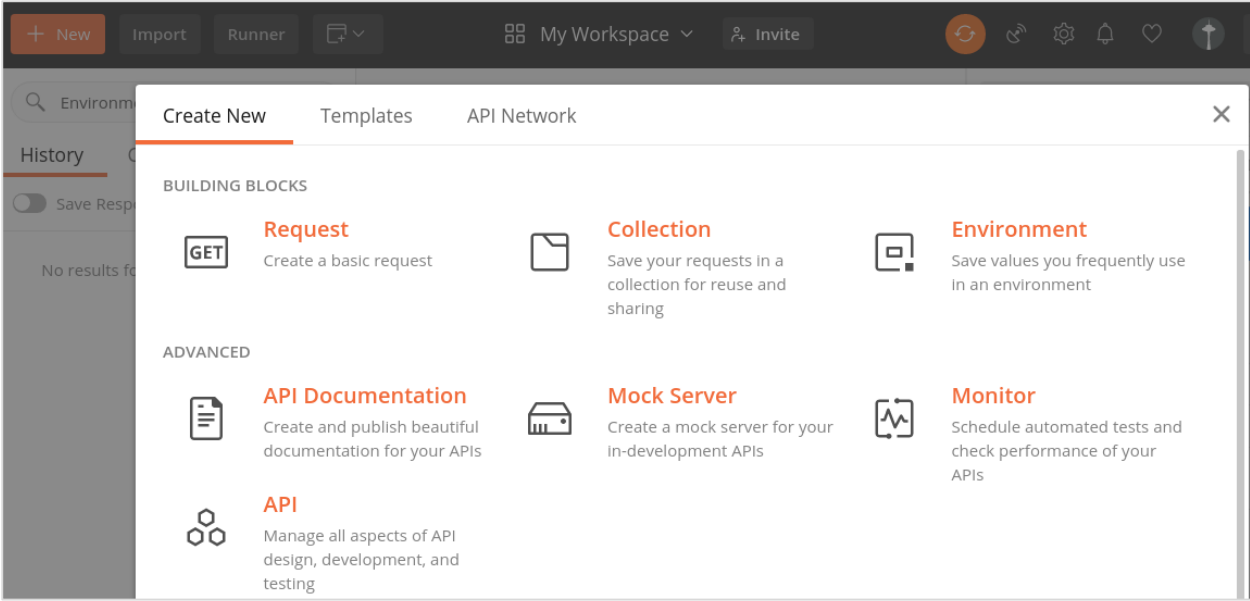 + New Import Runner My Workspace Invite
Environme
Create New Templates API Network
History C
BUILDING BLOCKS
Save Resp
GET
Request
Create a basic request
Collection
Save your requests in a
collection for reuse and
sharing
Environment
Save values you frequently use
in an environment
No results fo
ADVANCED
API Documentation
Create and publish beautiful
documentation for your APIs
Mock Server
Create a mock server for your
in-development APIs
Monitor
Schedule automated tests and
check performance of your
APIs
API
Manage all aspects of API
design, development, and
testing